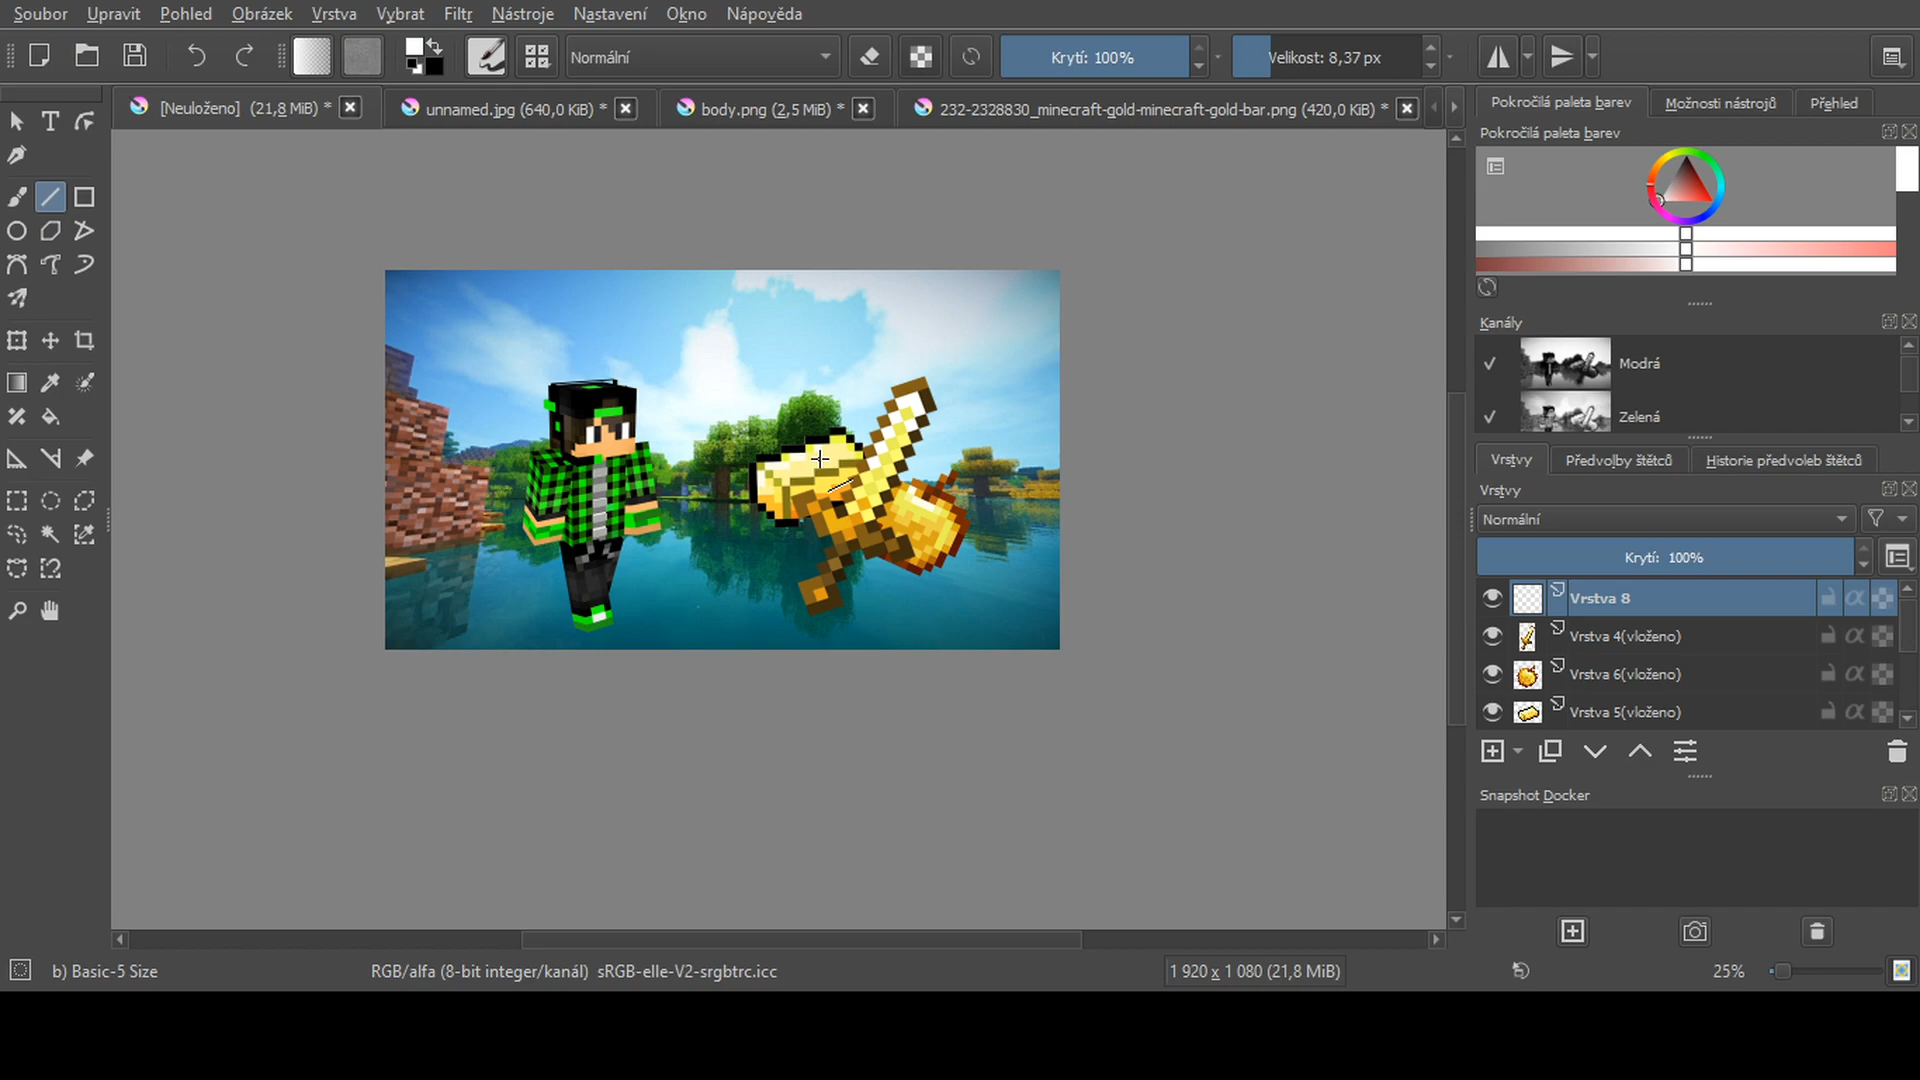 Soubor Upravit Pohled Obrázek Vrstva Vybrat Filtr Nástroje Nastavení Okno Nápověda
Normální
Krytí: 100%
Velikost: 8,37 px
[Neuloženo] (21,8 MiB) *
unnamed.jpg (640,0 KiB) *
body.png (2,5 MiB) *
232-2328830_minecraft-gold-minecraft-gold-bar.png (420,0 KiB) *
Pokročilá paleta barev
Možnosti nástrojů
Přehled
Pokročilá paleta barev
Kanály
Modrá
Zelená
Vrstvy
Předvolby štětců
Historie předvoleb štětců
Vrstvy
Normální
Krytí: 100%
Vrstva 8
Vrstva 4(vloženo)
Vrstva 6(vloženo)
Vrstva 5(vloženo)
Snapshot Docker
b) Basic-5 Size
RGB/alfa (8-bit integer/kanál) sRGB-elle-V2-srgbtrc.icc
1 920 x 1 080 (21,8 MiB)
25%